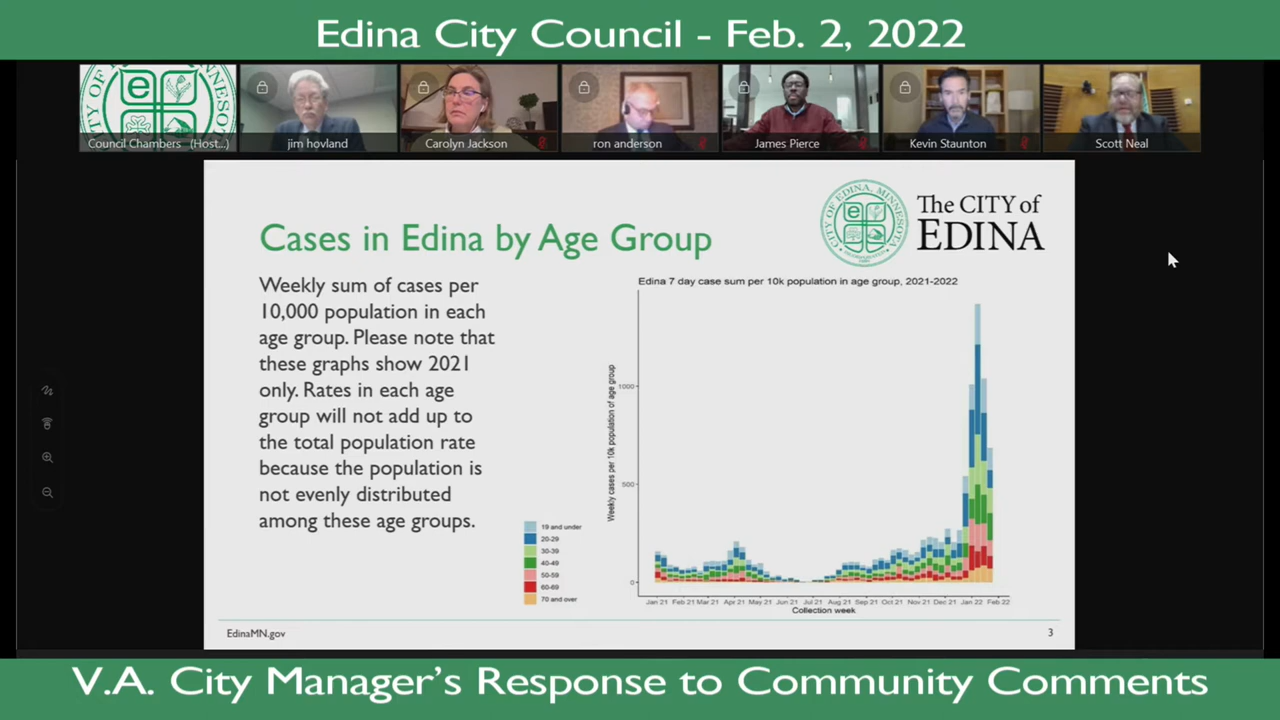 Edina City Council - Feb. 2, 2022
Council Chambers (Host...)
jim hovland
Carolyn Jackson
ron anderson
James Pierce
Kevin Staunton
Scott Neal
Cases in Edina by Age Group
CITY OF EDINA, MINNESOTA
e
The CITY of
EDINA
Weekly sum of cases per
10,000 population in each
age group. Please note that
these graphs show 2021
only. Rates in each age
group will not add up to
the total population rate
because the population is
not evenly distributed
among these age groups.
19 and under
20-29
30-39
40-49
50-59
60-69
70 and over
Edina 7 day case sum per 10k population in age group, 2021-2022
Weekly cases per 10k population of age group
1000
500
0
Jan 21 Feb 21 Mar 21 Apr 21 May 21 Jun 21 Jul 21 Aug 21 Sep 21 Oct 21 Nov 21 Dec 21 Jan 22 Feb 22
Collection week
EdinaMN.gov
3
V.A. City Manager's Response to Community Comments